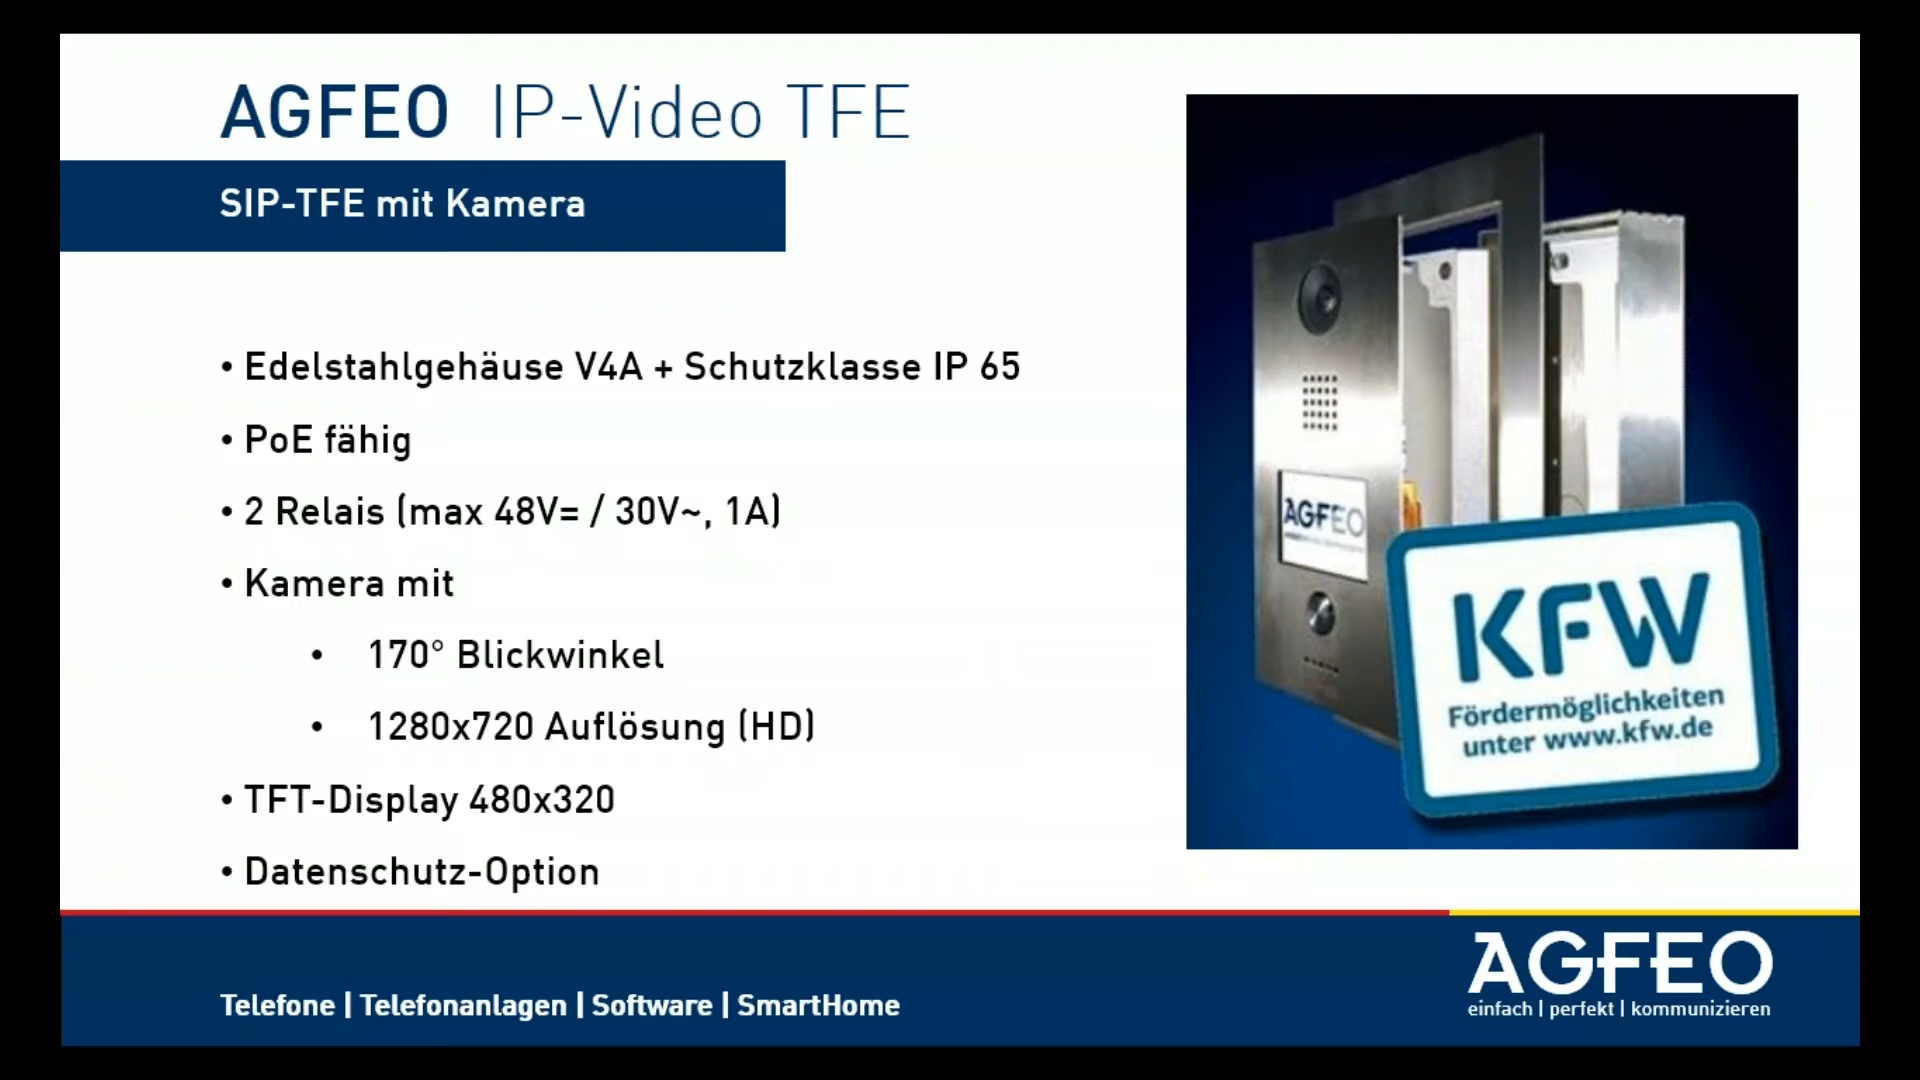 AGFEO IP-Video TFE
SIP-TFE mit Kamera
• Edelstahlgehäuse V4A + Schutzklasse IP 65
• PoE fähig
• 2 Relais (max 48V= / 30V~, 1A)
• Kamera mit
• 170° Blickwinkel
• 1280x720 Auflösung (HD)
• TFT-Display 480x320
• Datenschutz-Option
AGFEO
KFW
Fördermöglichkeiten
unter www.kfw.de
Telefone | Telefonanlagen | Software | SmartHome
AGFEO
einfach | perfekt | kommunizieren